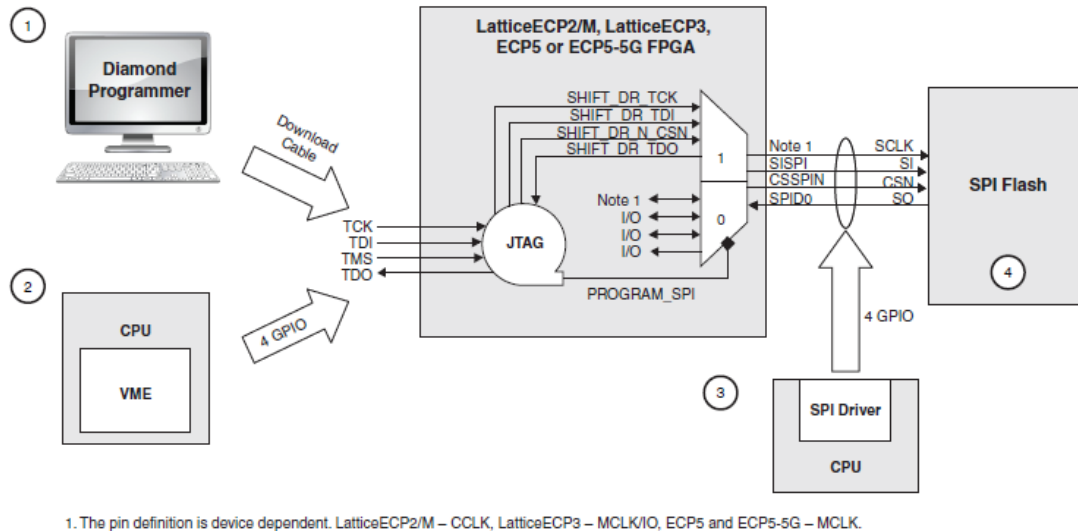 1
Diamond
Programmer
Download
Cable
2
CPU
VME
4 GPIO
TCK
TDI
TMS
TDO
LatticeECP2/M, LatticeECP3,
ECP5 or ECP5-5G FPGA
SHIFT_DR_TCK
SHIFT_DR_TDI
SHIFT_DR_N_CSN
SHIFT_DR_TDO
JTAG
1
Note 1
I/O
I/O
I/O
0
PROGRAM_SPI
Note 1
SISPI
CSSPIN
SPID0
SCLK
SI
CSN
SO
SPI Flash
4
4 GPIO
3
SPI Driver
CPU
1. The pin definition is device dependent. LatticeECP2/M – CCLK, LatticeECP3 – MCLK/IO, ECP5 and ECP5-5G – MCLK.